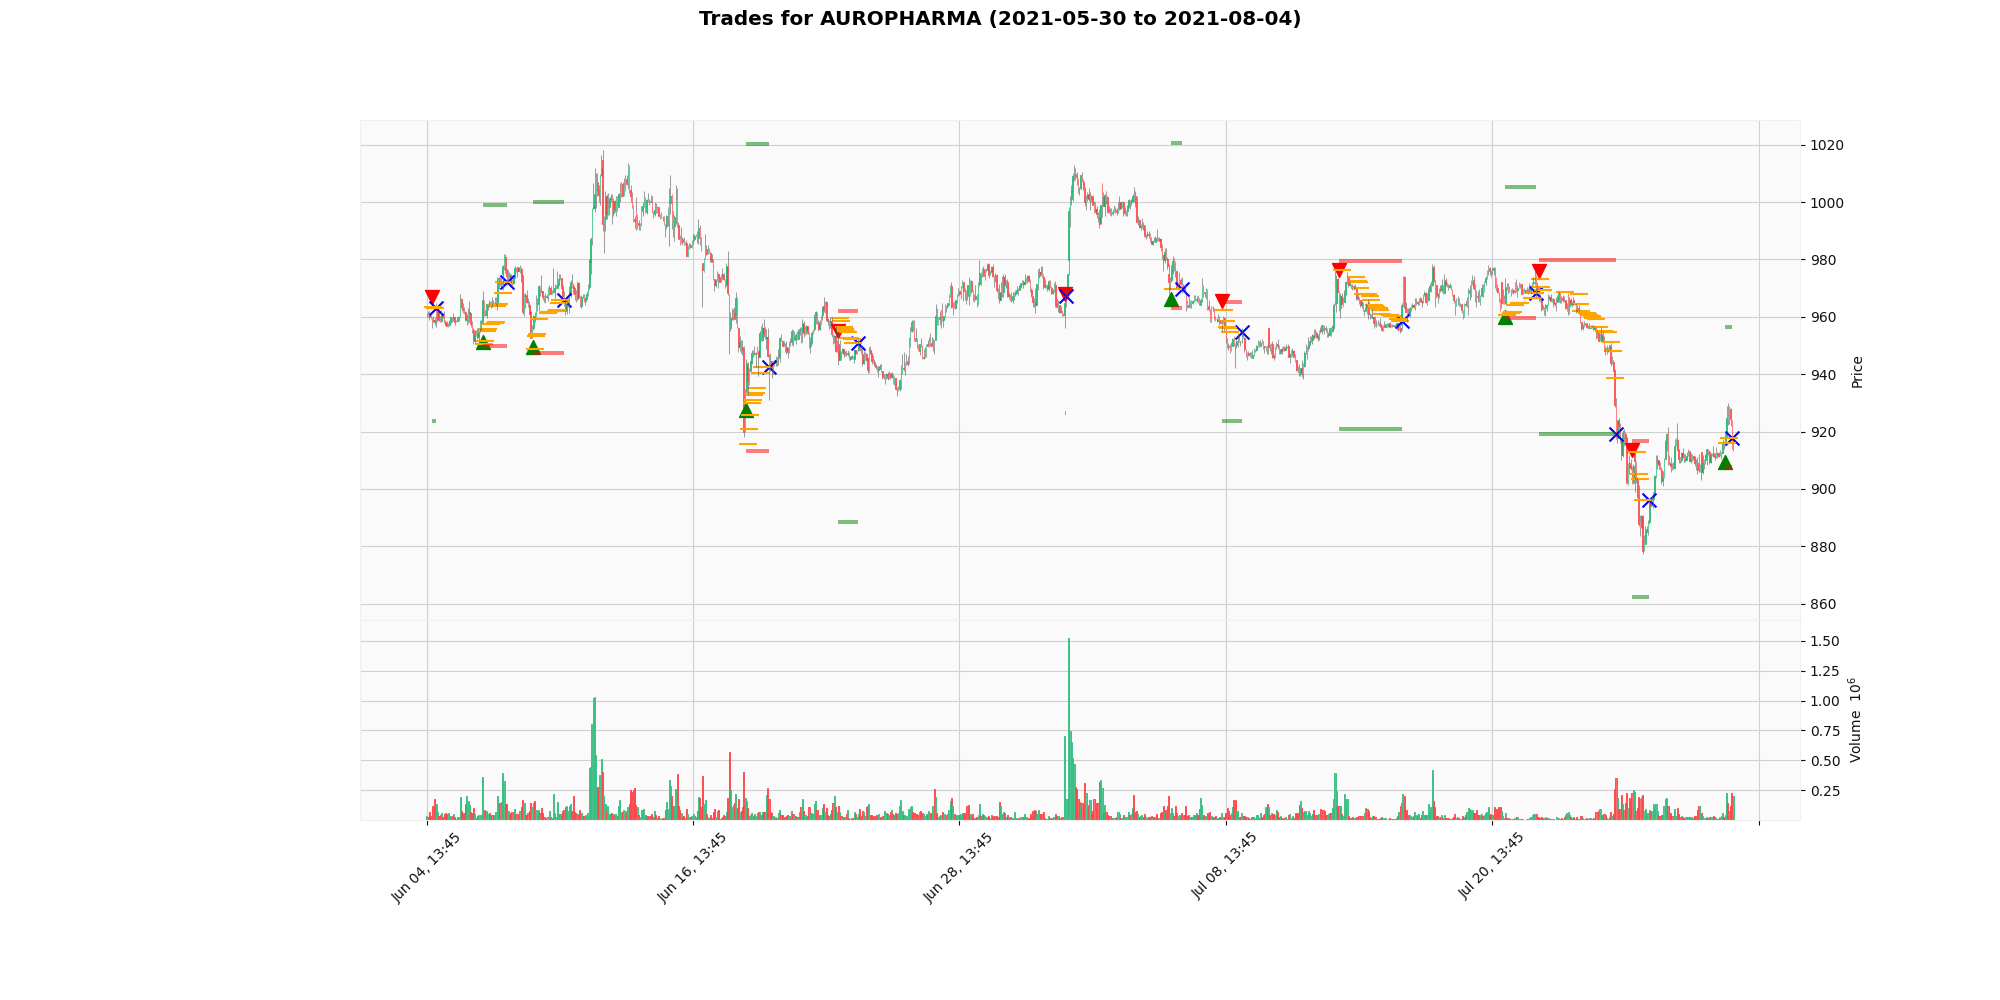 Trades for AUROPHARMA (2021-05-30 to 2021-08-04)
1020
1000
980
960
940
920
900
880
860
Price
1.50
1.25
1.00
0.75
0.50
0.25
Volume 10⁶
Jun 04, 13:45
Jun 16, 13:45
Jun 28, 13:45
Jul 08, 13:45
Jul 20, 13:45